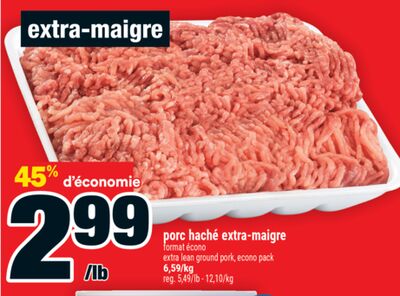 extra-maigre
45% d'économie
2.99
/lb
porc haché extra-maigre
format écono
extra lean ground pork, econo pack
6,59/kg
reg. 5,49/lb - 12,10/kg